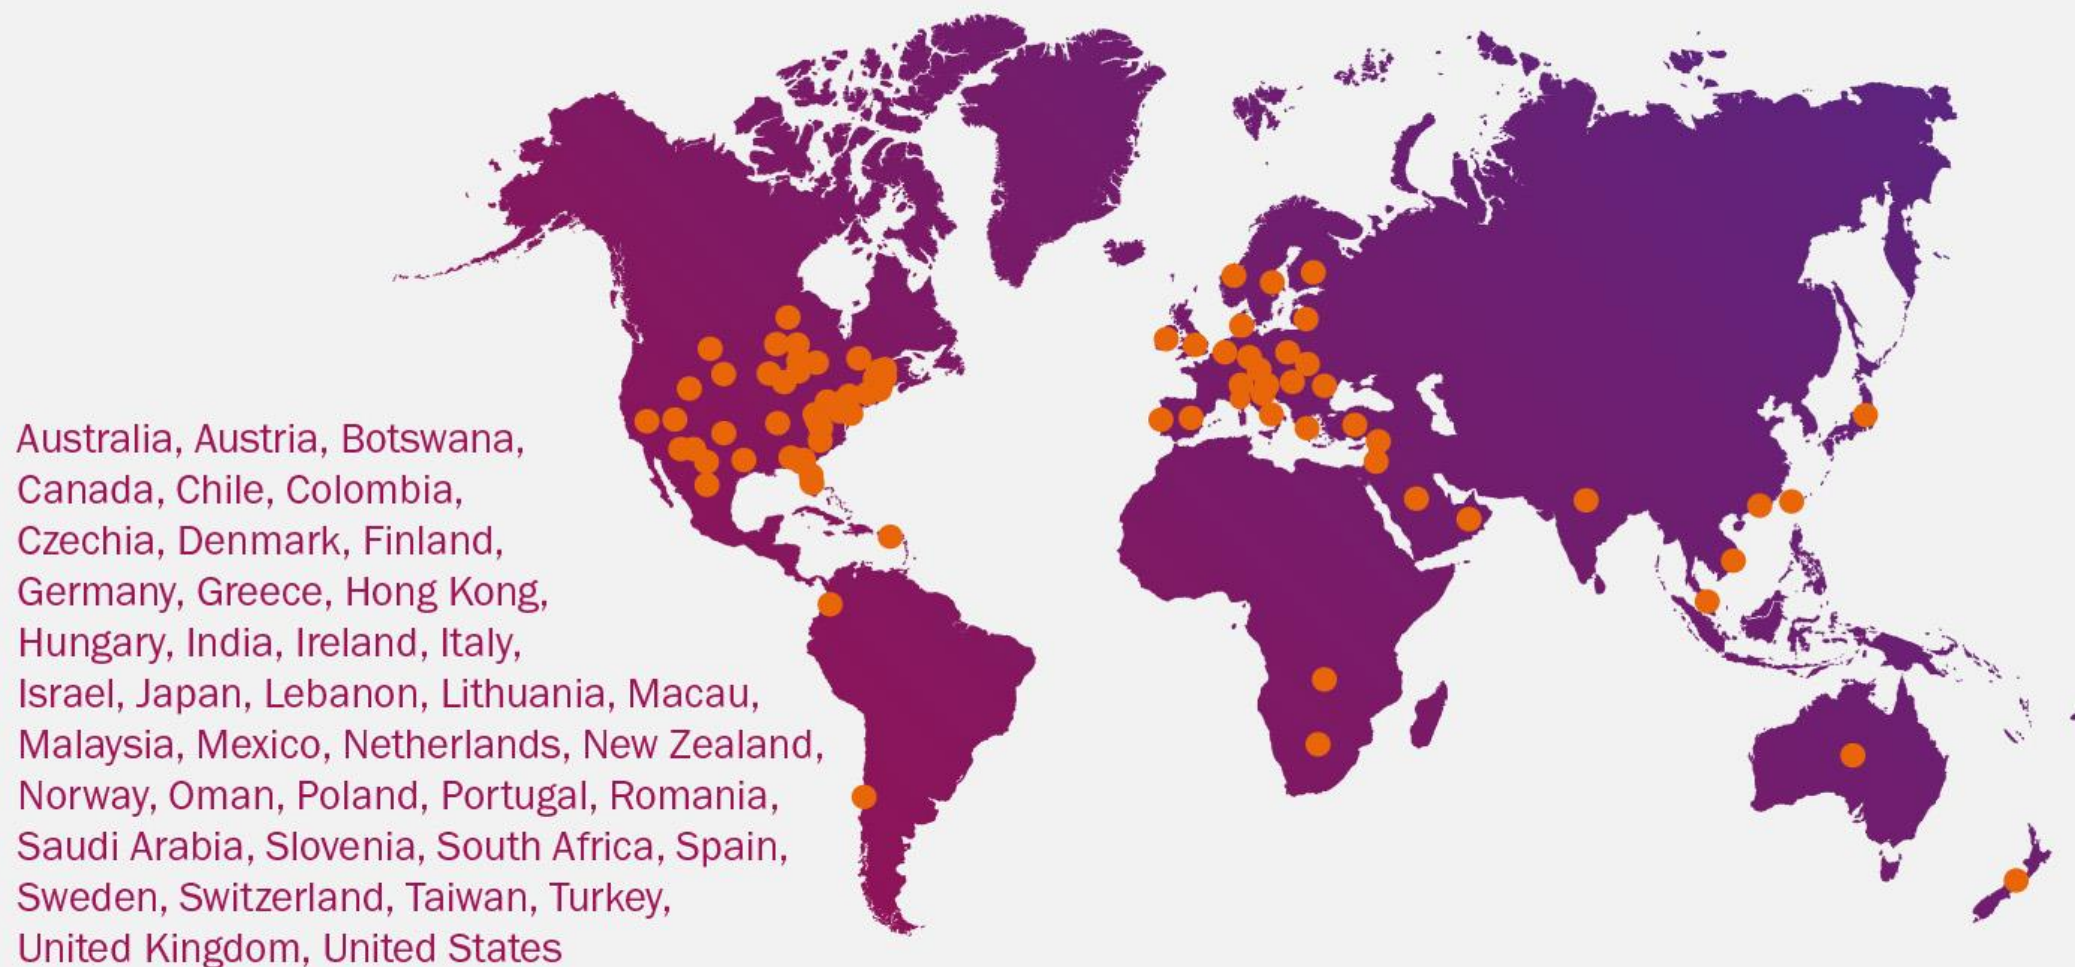 Australia, Austria, Botswana,
Canada, Chile, Colombia,
Czechia, Denmark, Finland,
Germany, Greece, Hong Kong,
Hungary, India, Ireland, Italy,
Israel, Japan, Lebanon, Lithuania, Macau,
Malaysia, Mexico, Netherlands, New Zealand,
Norway, Oman, Poland, Portugal, Romania,
Saudi Arabia, Slovenia, South Africa, Spain,
Sweden, Switzerland, Taiwan, Turkey,
United Kingdom, United States